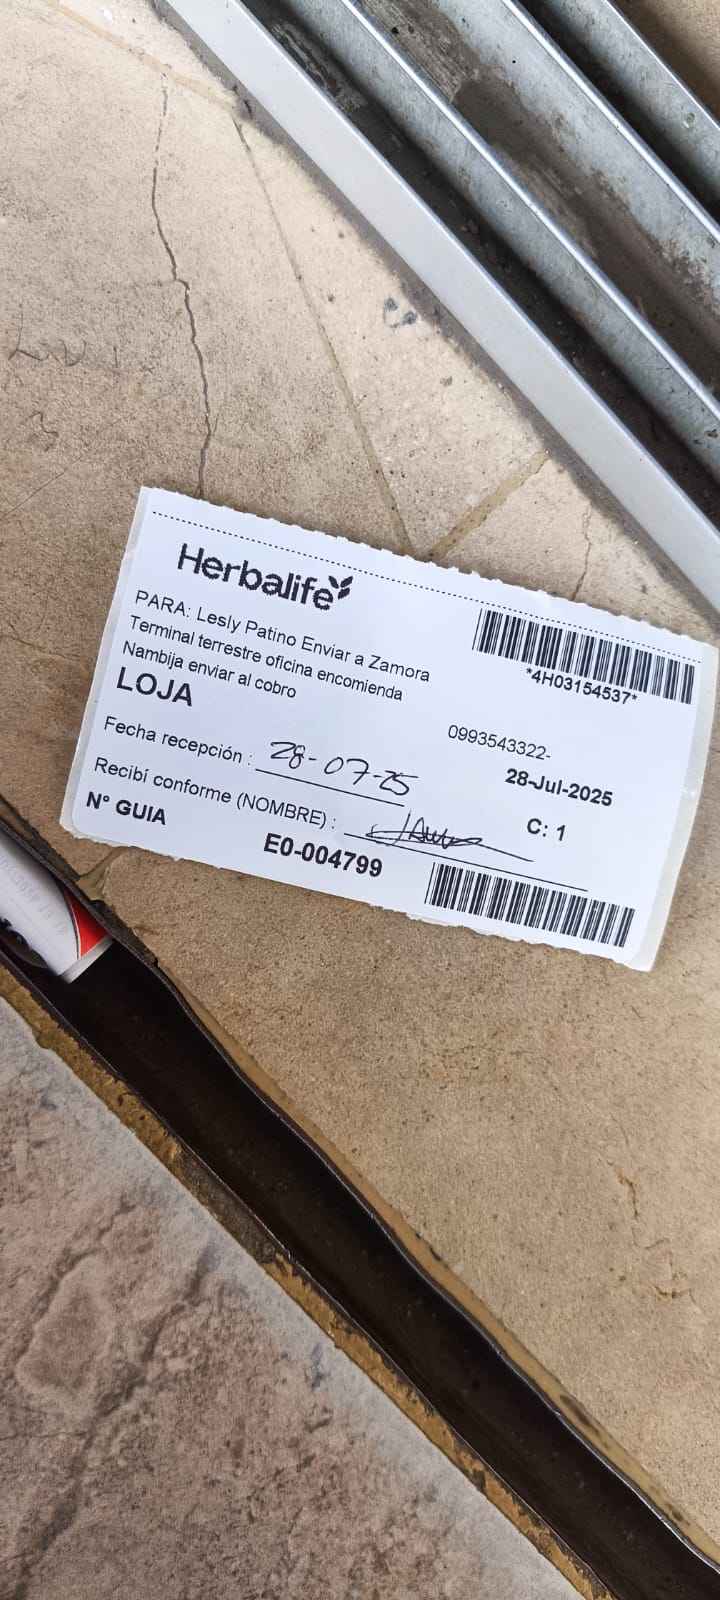 Herbalife
PARA: Lesly Patino Enviar a Zamora
Terminal terrestre oficina encomienda
Nambija enviar al cobro
LOJA
*4H03154537*
0993543322-
Fecha recepción : 28-07-25
28-Jul-2025
Recibí conforme (NOMBRE) :
C: 1
N° GUIA
E0-004799